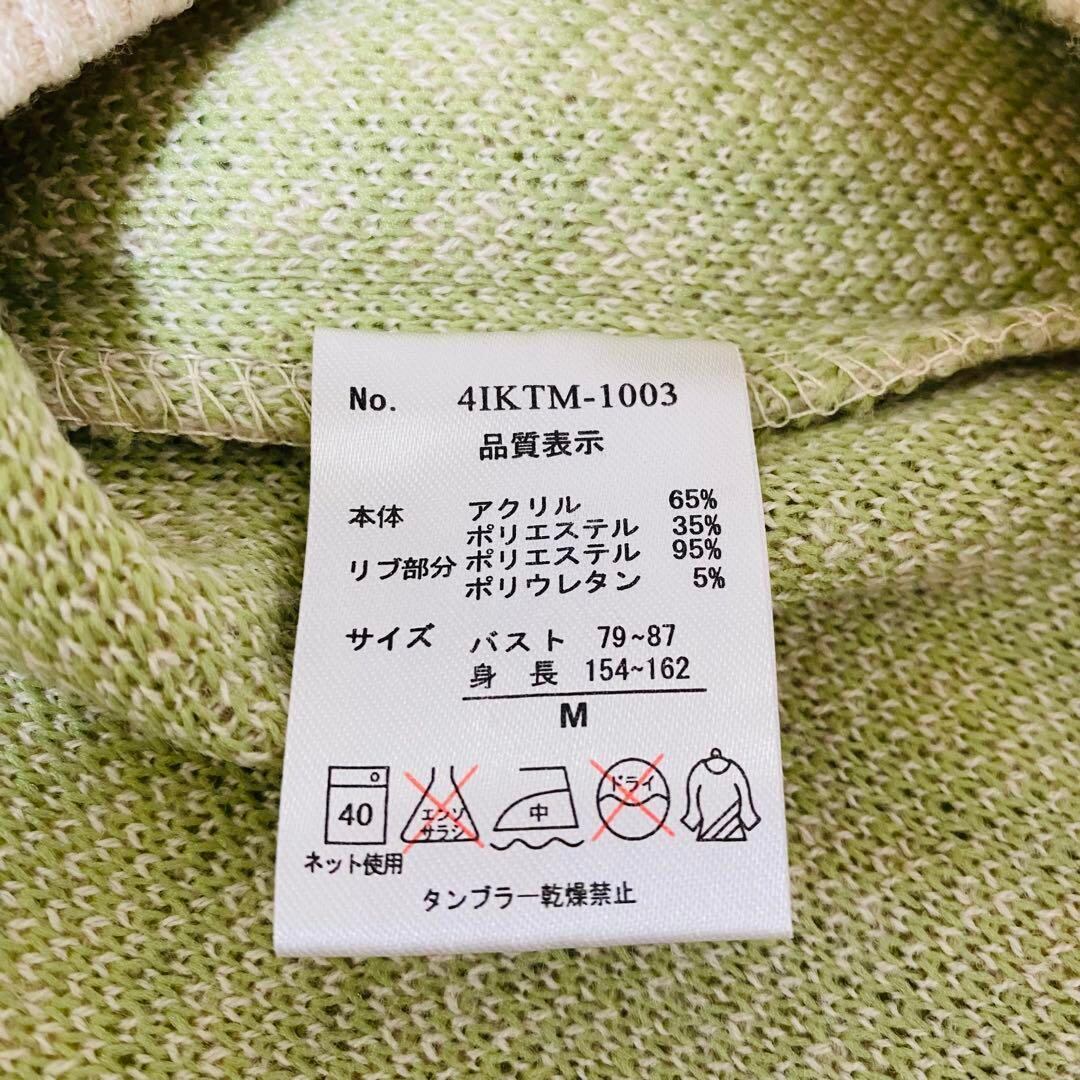 No. 4IKTM-1003
品質表示
本体 アクリル 65%
ポリエステル 35%
リブ部分 ポリエステル 95%
ポリウレタン 5%
サイズ バスト 79~87
身長 154~162
M
40 エンソサラシ 中 ドライ
ネット使用
タンブラー乾燥禁止